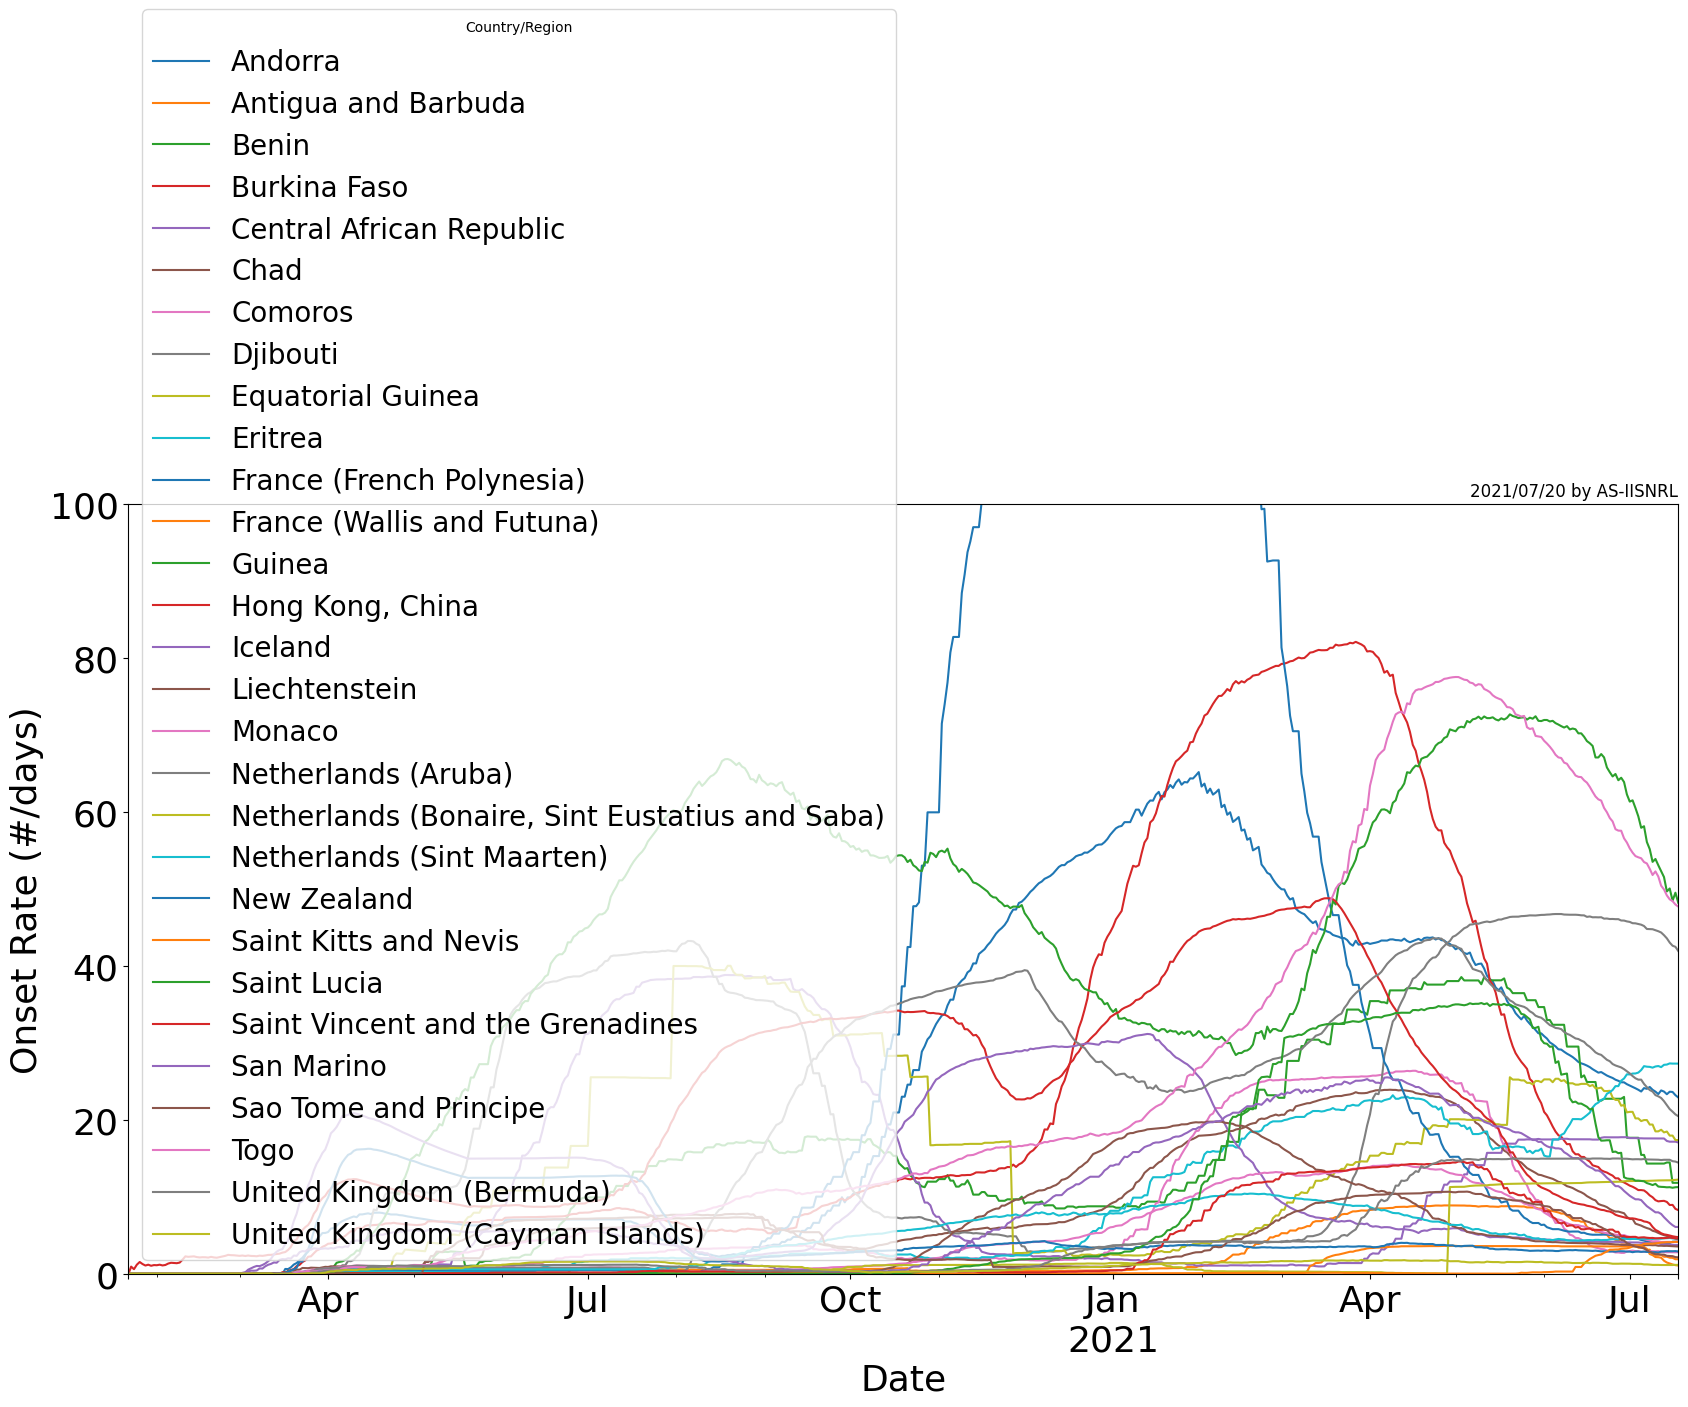 Country/Region
Andorra
Antigua and Barbuda
Benin
Burkina Faso
Central African Republic
Chad
Comoros
Djibouti
Equatorial Guinea
Eritrea
France (French Polynesia)
France (Wallis and Futuna)
Guinea
Hong Kong, China
Iceland
Liechtenstein
Monaco
Netherlands (Aruba)
Netherlands (Bonaire, Sint Eustatius and Saba)
Netherlands (Sint Maarten)
New Zealand
Saint Kitts and Nevis
Saint Lucia
Saint Vincent and the Grenadines
San Marino
Sao Tome and Principe
Togo
United Kingdom (Bermuda)
United Kingdom (Cayman Islands)
2021/07/20 by AS-IISNRL
100
80
60
40
20
0
Onset Rate (#/days)
Apr
Jul
Oct
Jan
2021
Apr
Jul
Date